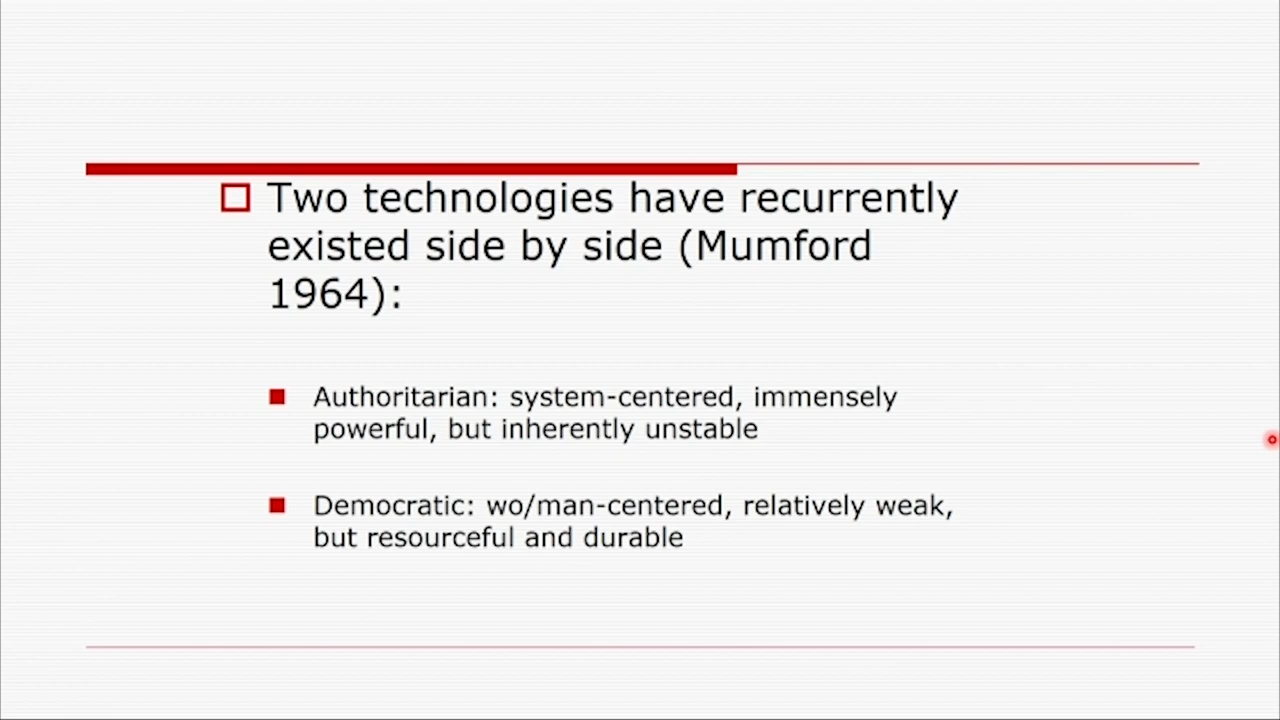 Two technologies have recurrently
existed side by side (Mumford
1964):
Authoritarian: system-centered, immensely
powerful, but inherently unstable
Democratic: wo/man-centered, relatively weak,
but resourceful and durable